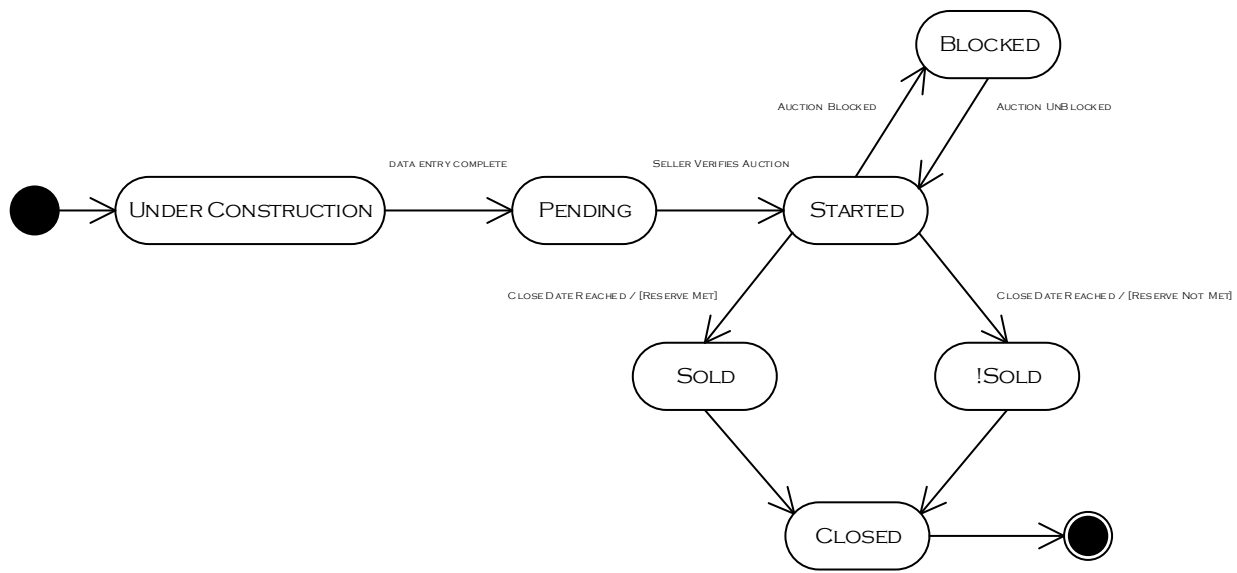 Blocked
Auction Blocked
Auction UnBlocked
data entry complete
Seller Verifies Auction
Under Construction
Pending
Started
Close Date Reached / [Reserve Met]
Close Date Reached / [Reserve Not Met]
Sold
!Sold
Closed